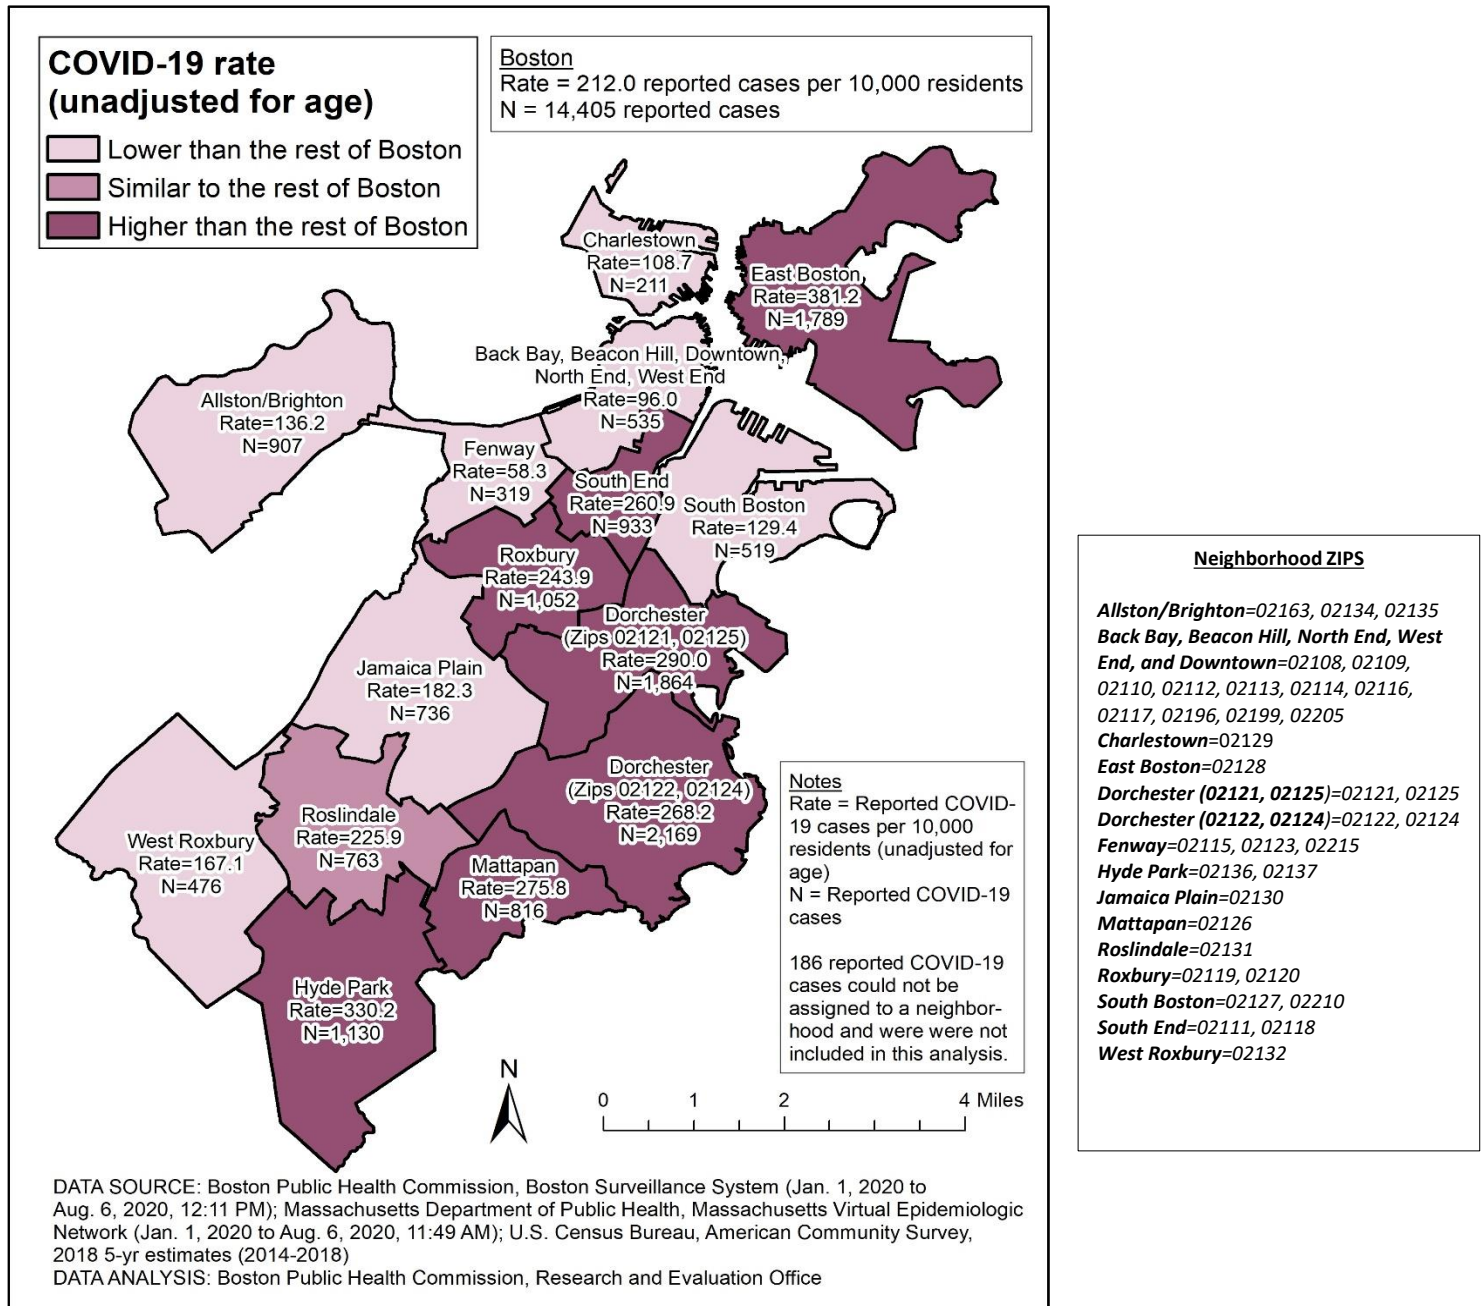 COVID-19 rate
(unadjusted for age)
Lower than the rest of Boston
Similar to the rest of Boston
Higher than the rest of Boston
Boston
Rate = 212.0 reported cases per 10,000 residents
N = 14,405 reported cases
Charlestown
Rate=108.7
N=211
East Boston
Rate=381.2
N=1,789
Back Bay, Beacon Hill, Downtown,
North End, West End
Rate=96.0
N=535
Allston/Brighton
Rate=136.2
N=907
Fenway
Rate=58.3
N=319
South End
Rate=260.9
N=933
South Boston
Rate=129.4
N=519
Roxbury
Rate=243.9
N=1,052
Dorchester
(Zips 02121, 02125)
Rate=290.0
N=1,864
Jamaica Plain
Rate=182.3
N=736
Dorchester
(Zips 02122, 02124)
Rate=268.2
N=2,169
Roslindale
Rate=225.9
N=763
West Roxbury
Rate=167.1
N=476
Mattapan
Rate=275.8
N=816
Hyde Park
Rate=330.2
N=1,130
Notes
Rate = Reported COVID-
19 cases per 10,000
residents (unadjusted for
age)
N = Reported COVID-19
cases
186 reported COVID-19
cases could not be
assigned to a neighbor-
hood and were were not
included in this analysis.
N
0 1 2 4 Miles
DATA SOURCE: Boston Public Health Commission, Boston Surveillance System (Jan. 1, 2020 to
Aug. 6, 2020, 12:11 PM); Massachusetts Department of Public Health, Massachusetts Virtual Epidemiologic
Network (Jan. 1, 2020 to Aug. 6, 2020, 11:49 AM); U.S. Census Bureau, American Community Survey,
2018 5-yr estimates (2014-2018)
DATA ANALYSIS: Boston Public Health Commission, Research and Evaluation Office
Neighborhood ZIPS
Allston/Brighton=02163, 02134, 02135
Back Bay, Beacon Hill, North End, West
End, and Downtown=02108, 02109,
02110, 02112, 02113, 02114, 02116,
02117, 02196, 02199, 02205
Charlestown=02129
East Boston=02128
Dorchester (02121, 02125)=02121, 02125
Dorchester (02122, 02124)=02122, 02124
Fenway=02115, 02123, 02215
Hyde Park=02136, 02137
Jamaica Plain=02130
Mattapan=02126
Roslindale=02131
Roxbury=02119, 02120
South Boston=02127, 02210
South End=02111, 02118
West Roxbury=02132